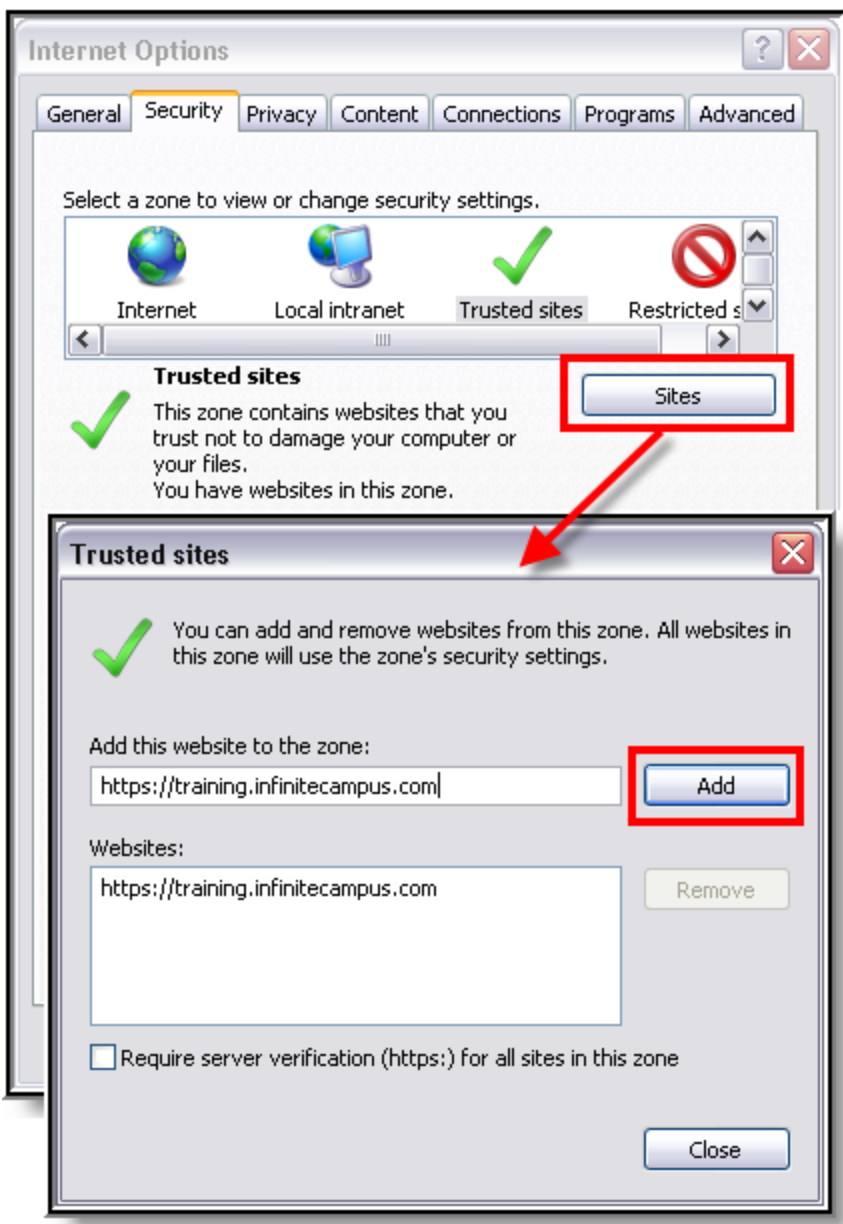 Internet Options
General Security Privacy Content Connections Programs Advanced
Select a zone to view or change security settings.
Internet Local intranet Trusted sites Restricted s
Trusted sites
Sites
This zone contains websites that you
trust not to damage your computer or
your files.
You have websites in this zone.
Trusted sites
You can add and remove websites from this zone. All websites in
this zone will use the zone's security settings.
Add this website to the zone:
https://training.infinitecampus.com
Add
Websites:
https://training.infinitecampus.com
Remove
Require server verification (https:) for all sites in this zone
Close